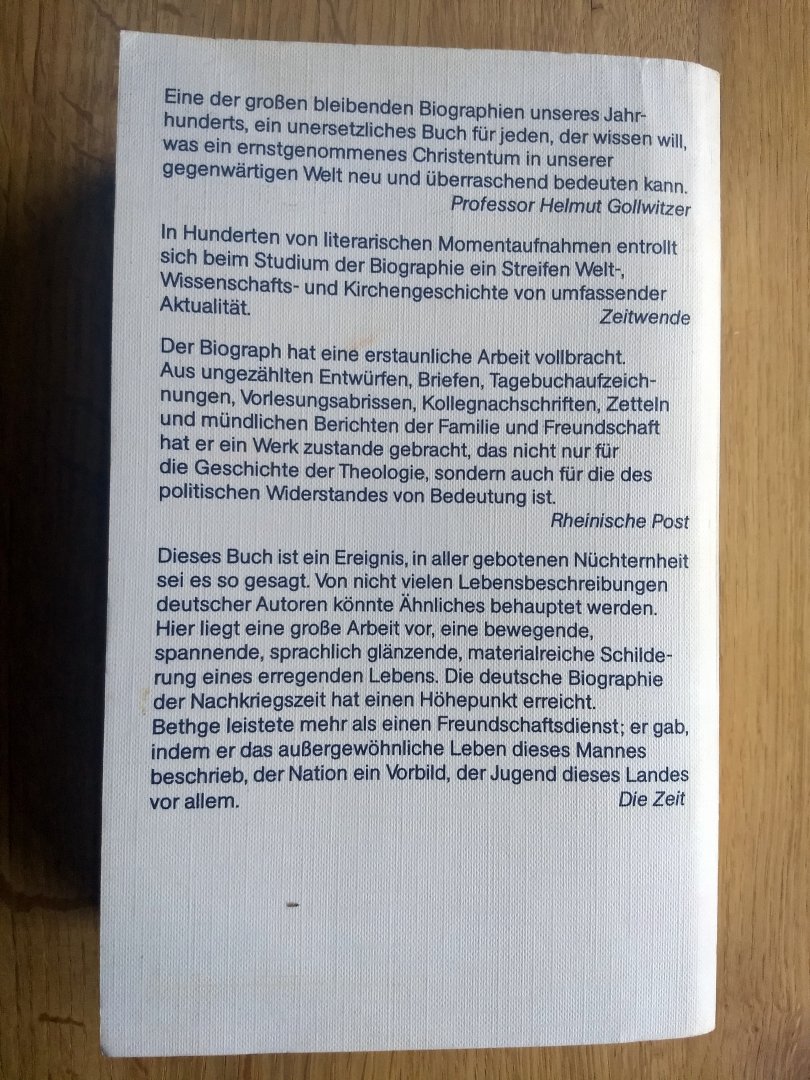 Eine der großen bleibenden Biographien unseres Jahr-
hunderts, ein unersetzliches Buch für jeden, der wissen will,
was ein ernstgenommenes Christentum in unserer
gegenwärtigen Welt neu und überraschend bedeuten kann.
Professor Helmut Gollwitzer
In Hunderten von literarischen Momentaufnahmen entrollt
sich beim Studium der Biographie ein Streifen Welt-,
Wissenschafts- und Kirchengeschichte von umfassender
Aktualität. Zeitwende
Der Biograph hat eine erstaunliche Arbeit vollbracht.
Aus ungezählten Entwürfen, Briefen, Tagebuchaufzeich-
nungen, Vorlesungsabrissen, Kollegnachschriften, Zetteln
und mündlichen Berichten der Familie und Freundschaft
hat er ein Werk zustande gebracht, das nicht nur für
die Geschichte der Theologie, sondern auch für die des
politischen Widerstandes von Bedeutung ist.
Rheinische Post
Dieses Buch ist ein Ereignis, in aller gebotenen Nüchternheit
sei es so gesagt. Von nicht vielen Lebensbeschreibungen
deutscher Autoren könnte Ähnliches behauptet werden.
Hier liegt eine große Arbeit vor, eine bewegende,
spannende, sprachlich glänzende, materialreiche Schilde-
rung eines erregenden Lebens. Die deutsche Biographie
der Nachkriegszeit hat einen Höhepunkt erreicht.
Bethge leistete mehr als einen Freundschaftsdienst; er gab,
indem er das außergewöhnliche Leben dieses Mannes
beschrieb, der Nation ein Vorbild, der Jugend dieses Landes
vor allem. Die Zeit